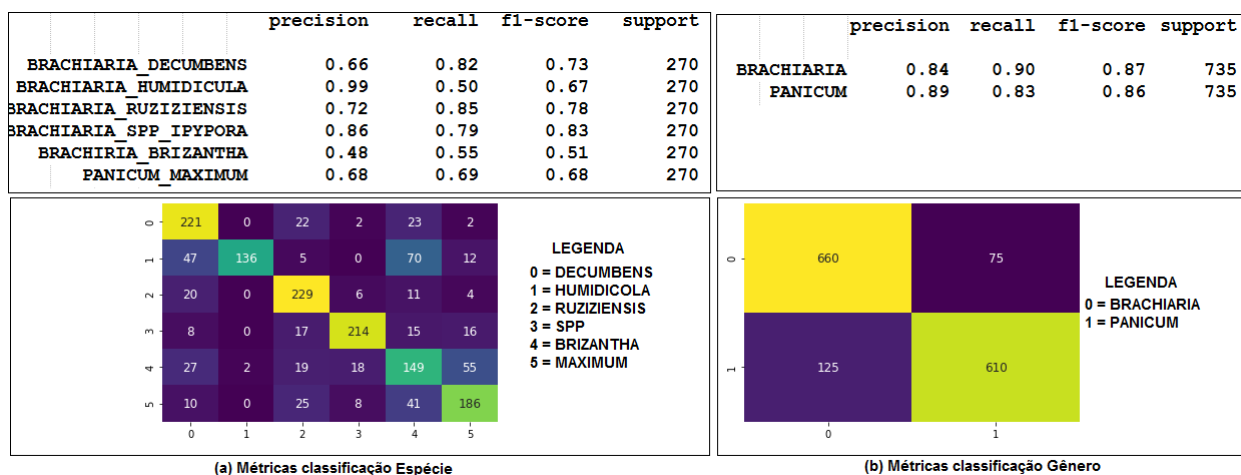 precision recall f1-score support
BRACHIARIA_DECUMBENS 0.66 0.82 0.73 270
BRACHIARIA_HUMIDICULA 0.99 0.50 0.67 270
BRACHIARIA_RUZIZIENSIS 0.72 0.85 0.78 270
BRACHIARIA_SPP_IPYPORA 0.86 0.79 0.83 270
BRACHIRIA_BRIZANTHA 0.48 0.55 0.51 270
PANICUM_MAXIMUM 0.68 0.69 0.68 270
precision recall f1-score support
BRACHIARIA 0.84 0.90 0.87 735
PANICUM 0.89 0.83 0.86 735
0 221 0 22 2 23 2
1 47 136 5 0 70 12
2 20 0 229 6 11 4
3 8 0 17 214 15 16
4 27 2 19 18 149 55
5 10 0 25 8 41 186
0 1 2 3 4 5
LEGENDA
0 = DECUMBENS
1 = HUMIDICOLA
2 = RUZIZIENSIS
3 = SPP
4 = BRIZANTHA
5 = MAXIMUM
(a) Métricas classificação Espécie
0 660 75
1 125 610
0 1
LEGENDA
0 = BRACHIARIA
1 = PANICUM
(b) Métricas classificação Gênero